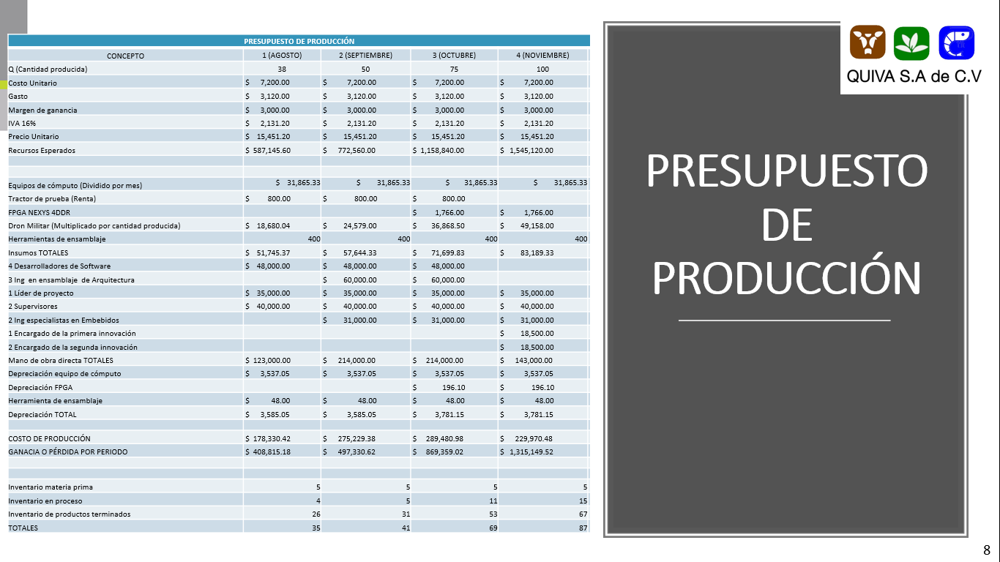 PRESUPUESTO DE PRODUCCIÓN
CONCEPTO 1 (AGOSTO) 2 (SEPTIEMBRE) 3 (OCTUBRE) 4 (NOVIEMBRE)
Q (Cantidad producida) 38 50 75 100
Costo Unitario $ 7,200.00 $ 7,200.00 $ 7,200.00 $ 7,200.00
Gasto $ 3,120.00 $ 3,120.00 $ 3,120.00 $ 3,120.00
Margen de ganancia $ 3,000.00 $ 3,000.00 $ 3,000.00 $ 3,000.00
IVA 16% $ 2,131.20 $ 2,131.20 $ 2,131.20 $ 2,131.20
Precio Unitario $ 15,451.20 $ 15,451.20 $ 15,451.20 $ 15,451.20
Recursos Esperados $ 587,145.60 $ 772,560.00 $ 1,158,840.00 $ 1,545,120.00
Equipos de cómputo (Dividido por mes) $ 31,865.33 $ 31,865.33 $ 31,865.33 $ 31,865.33
Tractor de prueba (Renta) $ 800.00 $ 800.00 $ 800.00
FPGA NEXYS 4DDR $ 1,766.00 $ 1,766.00
Dron Militar (Multiplicado por cantidad producida) $ 18,680.04 $ 24,579.00 $ 36,868.50 $ 49,158.00
Herramientas de ensamblaje 400 400 400 400
Insumos TOTALES $ 51,745.37 $ 57,644.33 $ 71,699.83 $ 83,189.33
4 Desarrolladores de Software $ 48,000.00 $ 48,000.00 $ 48,000.00
3 Ing en ensamblaje de Arquitectura $ 60,000.00 $ 60,000.00
1 Líder de proyecto $ 35,000.00 $ 35,000.00 $ 35,000.00 $ 35,000.00
2 Supervisores $ 40,000.00 $ 40,000.00 $ 40,000.00 $ 40,000.00
2 Ing especialistas en Embebidos $ 31,000.00 $ 31,000.00 $ 31,000.00
1 Encargado de la primera innovación $ 18,500.00
2 Encargado de la segunda innovación $ 18,500.00
Mano de obra directa TOTALES $ 123,000.00 $ 214,000.00 $ 214,000.00 $ 143,000.00
Depreciación equipo de cómputo $ 3,537.05 $ 3,537.05 $ 3,537.05 $ 3,537.05
Depreciación FPGA $ 196.10 $ 196.10
Herramienta de ensamblaje $ 48.00 $ 48.00 $ 48.00 $ 48.00
Depreciación TOTAL $ 3,585.05 $ 3,585.05 $ 3,781.15 $ 3,781.15
COSTO DE PRODUCCIÓN $ 178,330.42 $ 275,229.38 $ 289,480.98 $ 229,970.48
GANACIA O PÉRDIDA POR PERIODO $ 408,815.18 $ 497,330.62 $ 869,359.02 $ 1,315,149.52
Inventario materia prima 5 5 5 5
Inventario en proceso 4 5 11 15
Inventario de productos terminados 26 31 53 67
TOTALES 35 41 69 87
QUIVA S.A de C.V
PRESUPUESTO
DE
PRODUCCIÓN
8